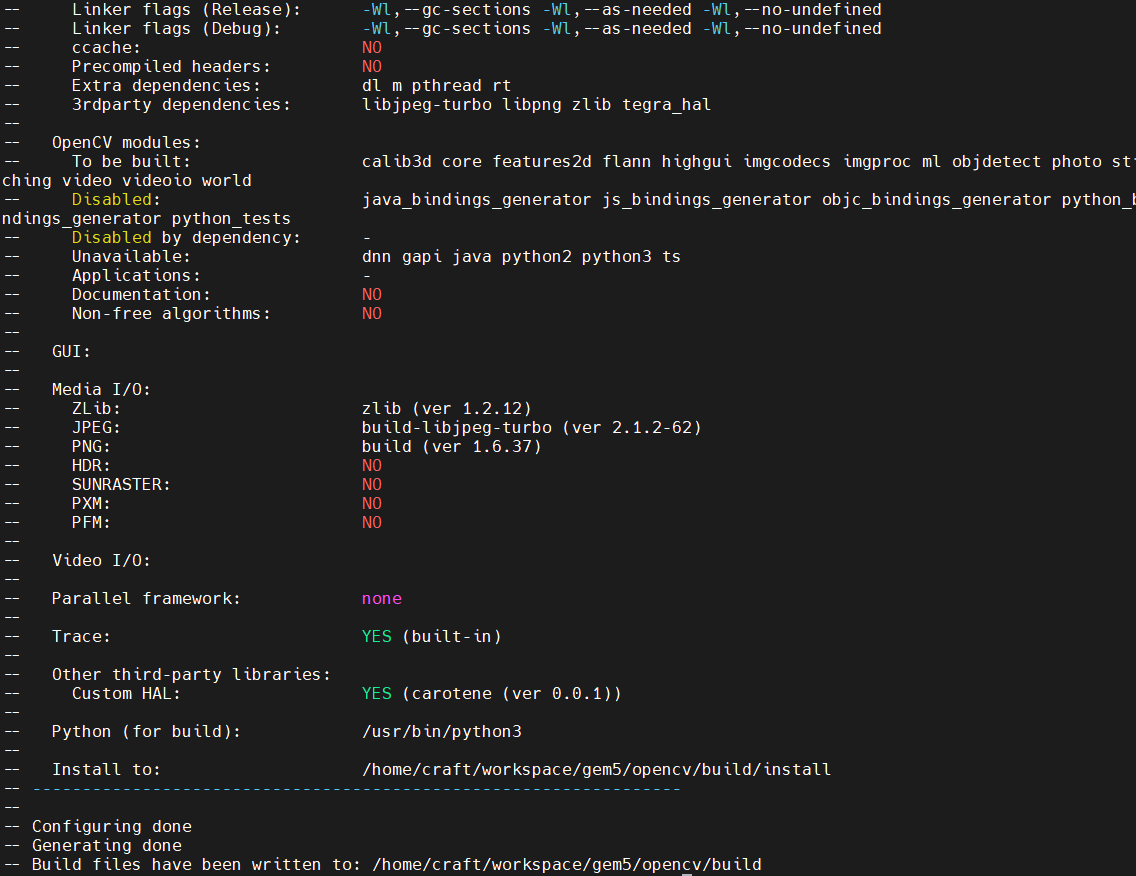 --     Linker flags (Release):      -Wl,--gc-sections -Wl,--as-needed -Wl,--no-undefined
--     Linker flags (Debug):        -Wl,--gc-sections -Wl,--as-needed -Wl,--no-undefined
--     ccache:                      NO
--     Precompiled headers:         NO
--     Extra dependencies:          dl m pthread rt
--     3rdparty dependencies:       libjpeg-turbo libpng zlib tegra_hal
--
--   OpenCV modules:
--     To be built:                 calib3d core features2d flann highgui imgcodecs imgproc ml objdetect photo sti
ching video videoio world
--     Disabled:                    java_bindings_generator js_bindings_generator objc_bindings_generator python_b
ndings_generator python_tests
--     Disabled by dependency:      -
--     Unavailable:                 dnn gapi java python2 python3 ts
--     Applications:                -
--     Documentation:               NO
--     Non-free algorithms:         NO
--
--   GUI:
--
--   Media I/O:
--     ZLib:                        zlib (ver 1.2.12)
--     JPEG:                        build-libjpeg-turbo (ver 2.1.2-62)
--     PNG:                         build (ver 1.6.37)
--     HDR:                         NO
--     SUNRASTER:                   NO
--     PXM:                         NO
--     PFM:                         NO
--
--   Video I/O:
--
--   Parallel framework:            none
--
--   Trace:                         YES (built-in)
--
--   Other third-party libraries:
--     Custom HAL:                  YES (carotene (ver 0.0.1))
--
--   Python (for build):            /usr/bin/python3
--
--   Install to:                    /home/craft/workspace/gem5/opencv/build/install
-- -----------------------------------------------------------------
--
-- Configuring done
-- Generating done
-- Build files have been written to: /home/craft/workspace/gem5/opencv/build